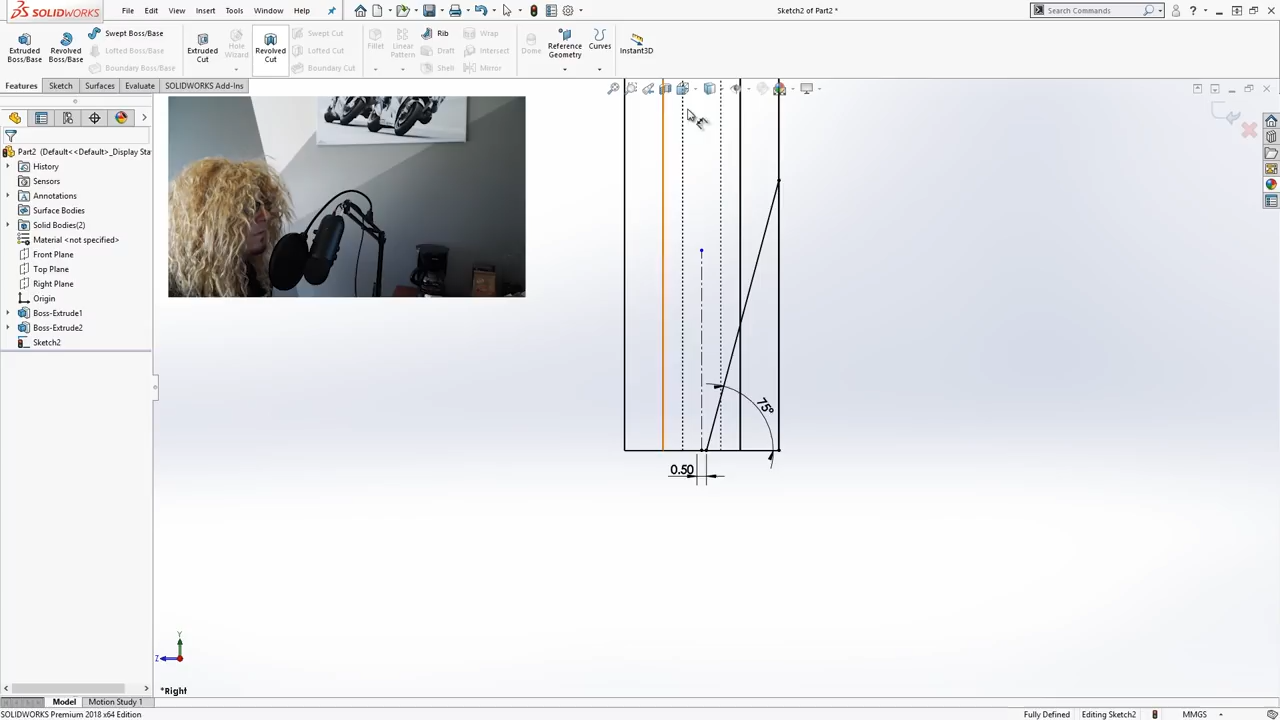 SOLIDWORKS
File
Edit
View
Insert
Tools
Window
Help
Sketch2 of Part2 *
Search Commands
Extruded Boss/Base
Revolved Boss/Base
Swept Boss/Base
Lofted Boss/Base
Boundary Boss/Base
Extruded Cut
Hole Wizard
Revolved Cut
Swept Cut
Lofted Cut
Boundary Cut
Fillet
Linear Pattern
Rib
Draft
Shell
Wrap
Intersect
Mirror
Dome
Reference Geometry
Curves
Instant3D
Features
Sketch
Surfaces
Evaluate
SOLIDWORKS Add-Ins
Part2 (Default<<Default>_Display Sta
History
Sensors
Annotations
Surface Bodies
Solid Bodies(2)
Material <not specified>
Front Plane
Top Plane
Right Plane
Origin
Boss-Extrude1
Boss-Extrude2
Sketch2
75°
0.50
Y
Z
*Right
Model
Motion Study 1
SOLIDWORKS Premium 2018 x64 Edition
Fully Defined
Editing Sketch2
MMGS